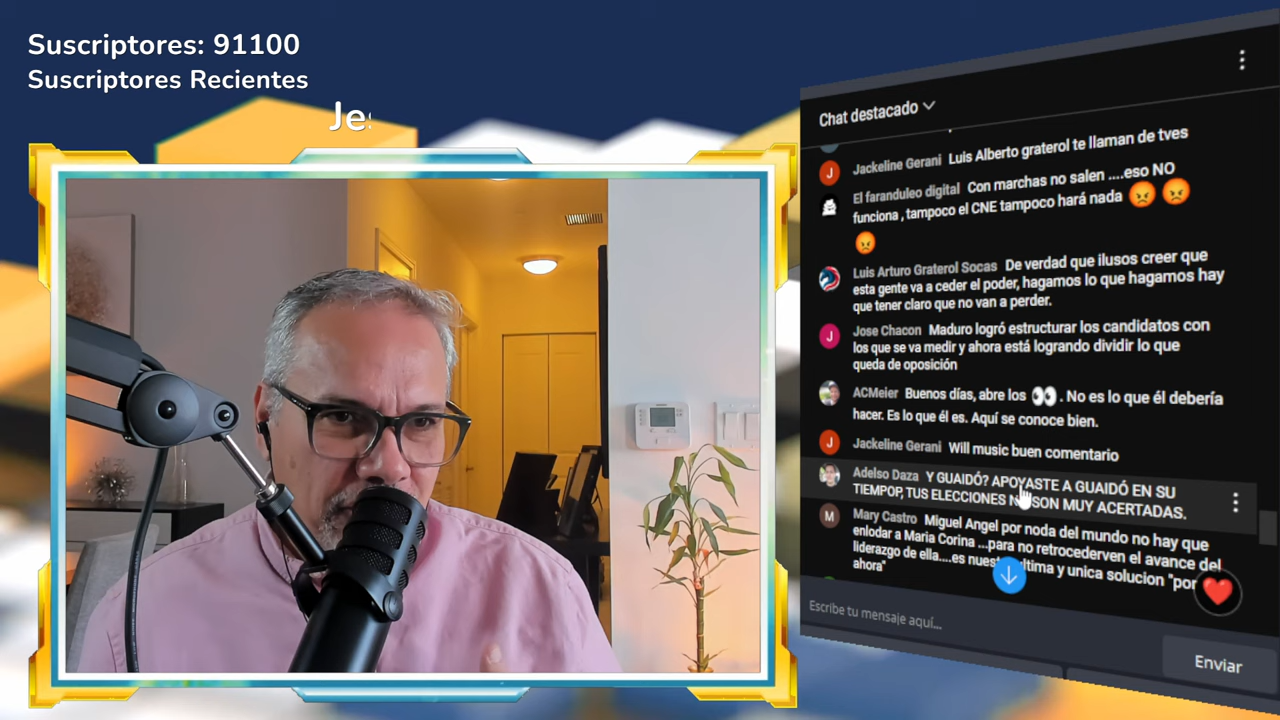 Suscriptores: 91100
Suscriptores Recientes
Je
Chat destacado
Jackeline Gerani Luis Alberto graterol te llaman de tves
El faranduleo digital Con marchas no salen ....eso NO
funciona , tampoco el CNE tampoco hará nada 😡 😡
😡
Luis Arturo Graterol Socas De verdad que ilusos creer que
esta gente va a ceder el poder, hagamos lo que hagamos hay
que tener claro que no van a perder.
J Jose Chacon Maduro logró estructurar los candidatos con
los que se va medir y ahora está logrando dividir lo que
queda de oposición
ACMeier Buenos días, abre los 👀. No es lo que él debería
hacer. Es lo que él es. Aquí se conoce bien.
J Jackeline Gerani Will music buen comentario
Adelso Daza Y GUAIDÓ? APOYASTE A GUAIDÓ EN SU
TIEMPO, TUS ELECCIONES SON MUY ACERTADAS.
M Mary Castro Miguel Angel por noda del mundo no hay que
enlodar a Maria Corina ...para no retrocederven el avance del
liderazgo de ella....es ultima y unica solucion "por
ahora"
Escribe tu mensaje aquí...
Enviar